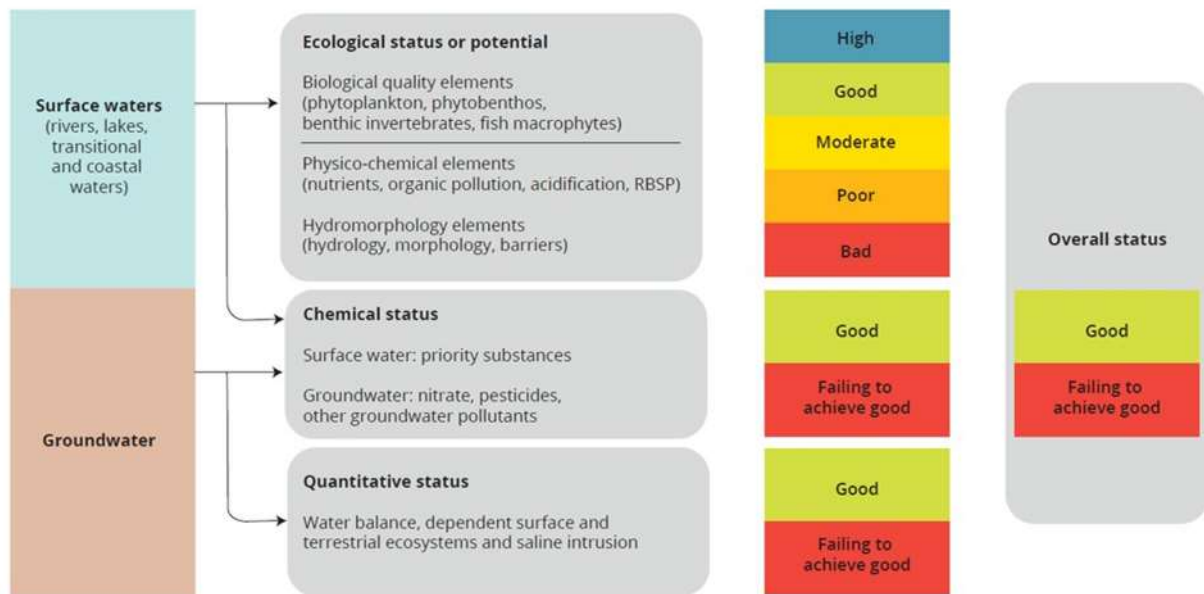 Surface waters
(rivers, lakes,
transitional
and coastal
waters)
Groundwater
Ecological status or potential
Biological quality elements
(phytoplankton, phytobenthos,
benthic invertebrates, fish macrophytes)
Physico-chemical elements
(nutrients, organic pollution, acidification, RBSP)
Hydromorphology elements
(hydrology, morphology, barriers)
Chemical status
Surface water: priority substances
Groundwater: nitrate, pesticides,
other groundwater pollutants
Quantitative status
Water balance, dependent surface and
terrestrial ecosystems and saline intrusion
High
Good
Moderate
Poor
Bad
Good
Failing to
achieve good
Good
Failing to
achieve good
Overall status
Good
Failing to
achieve good